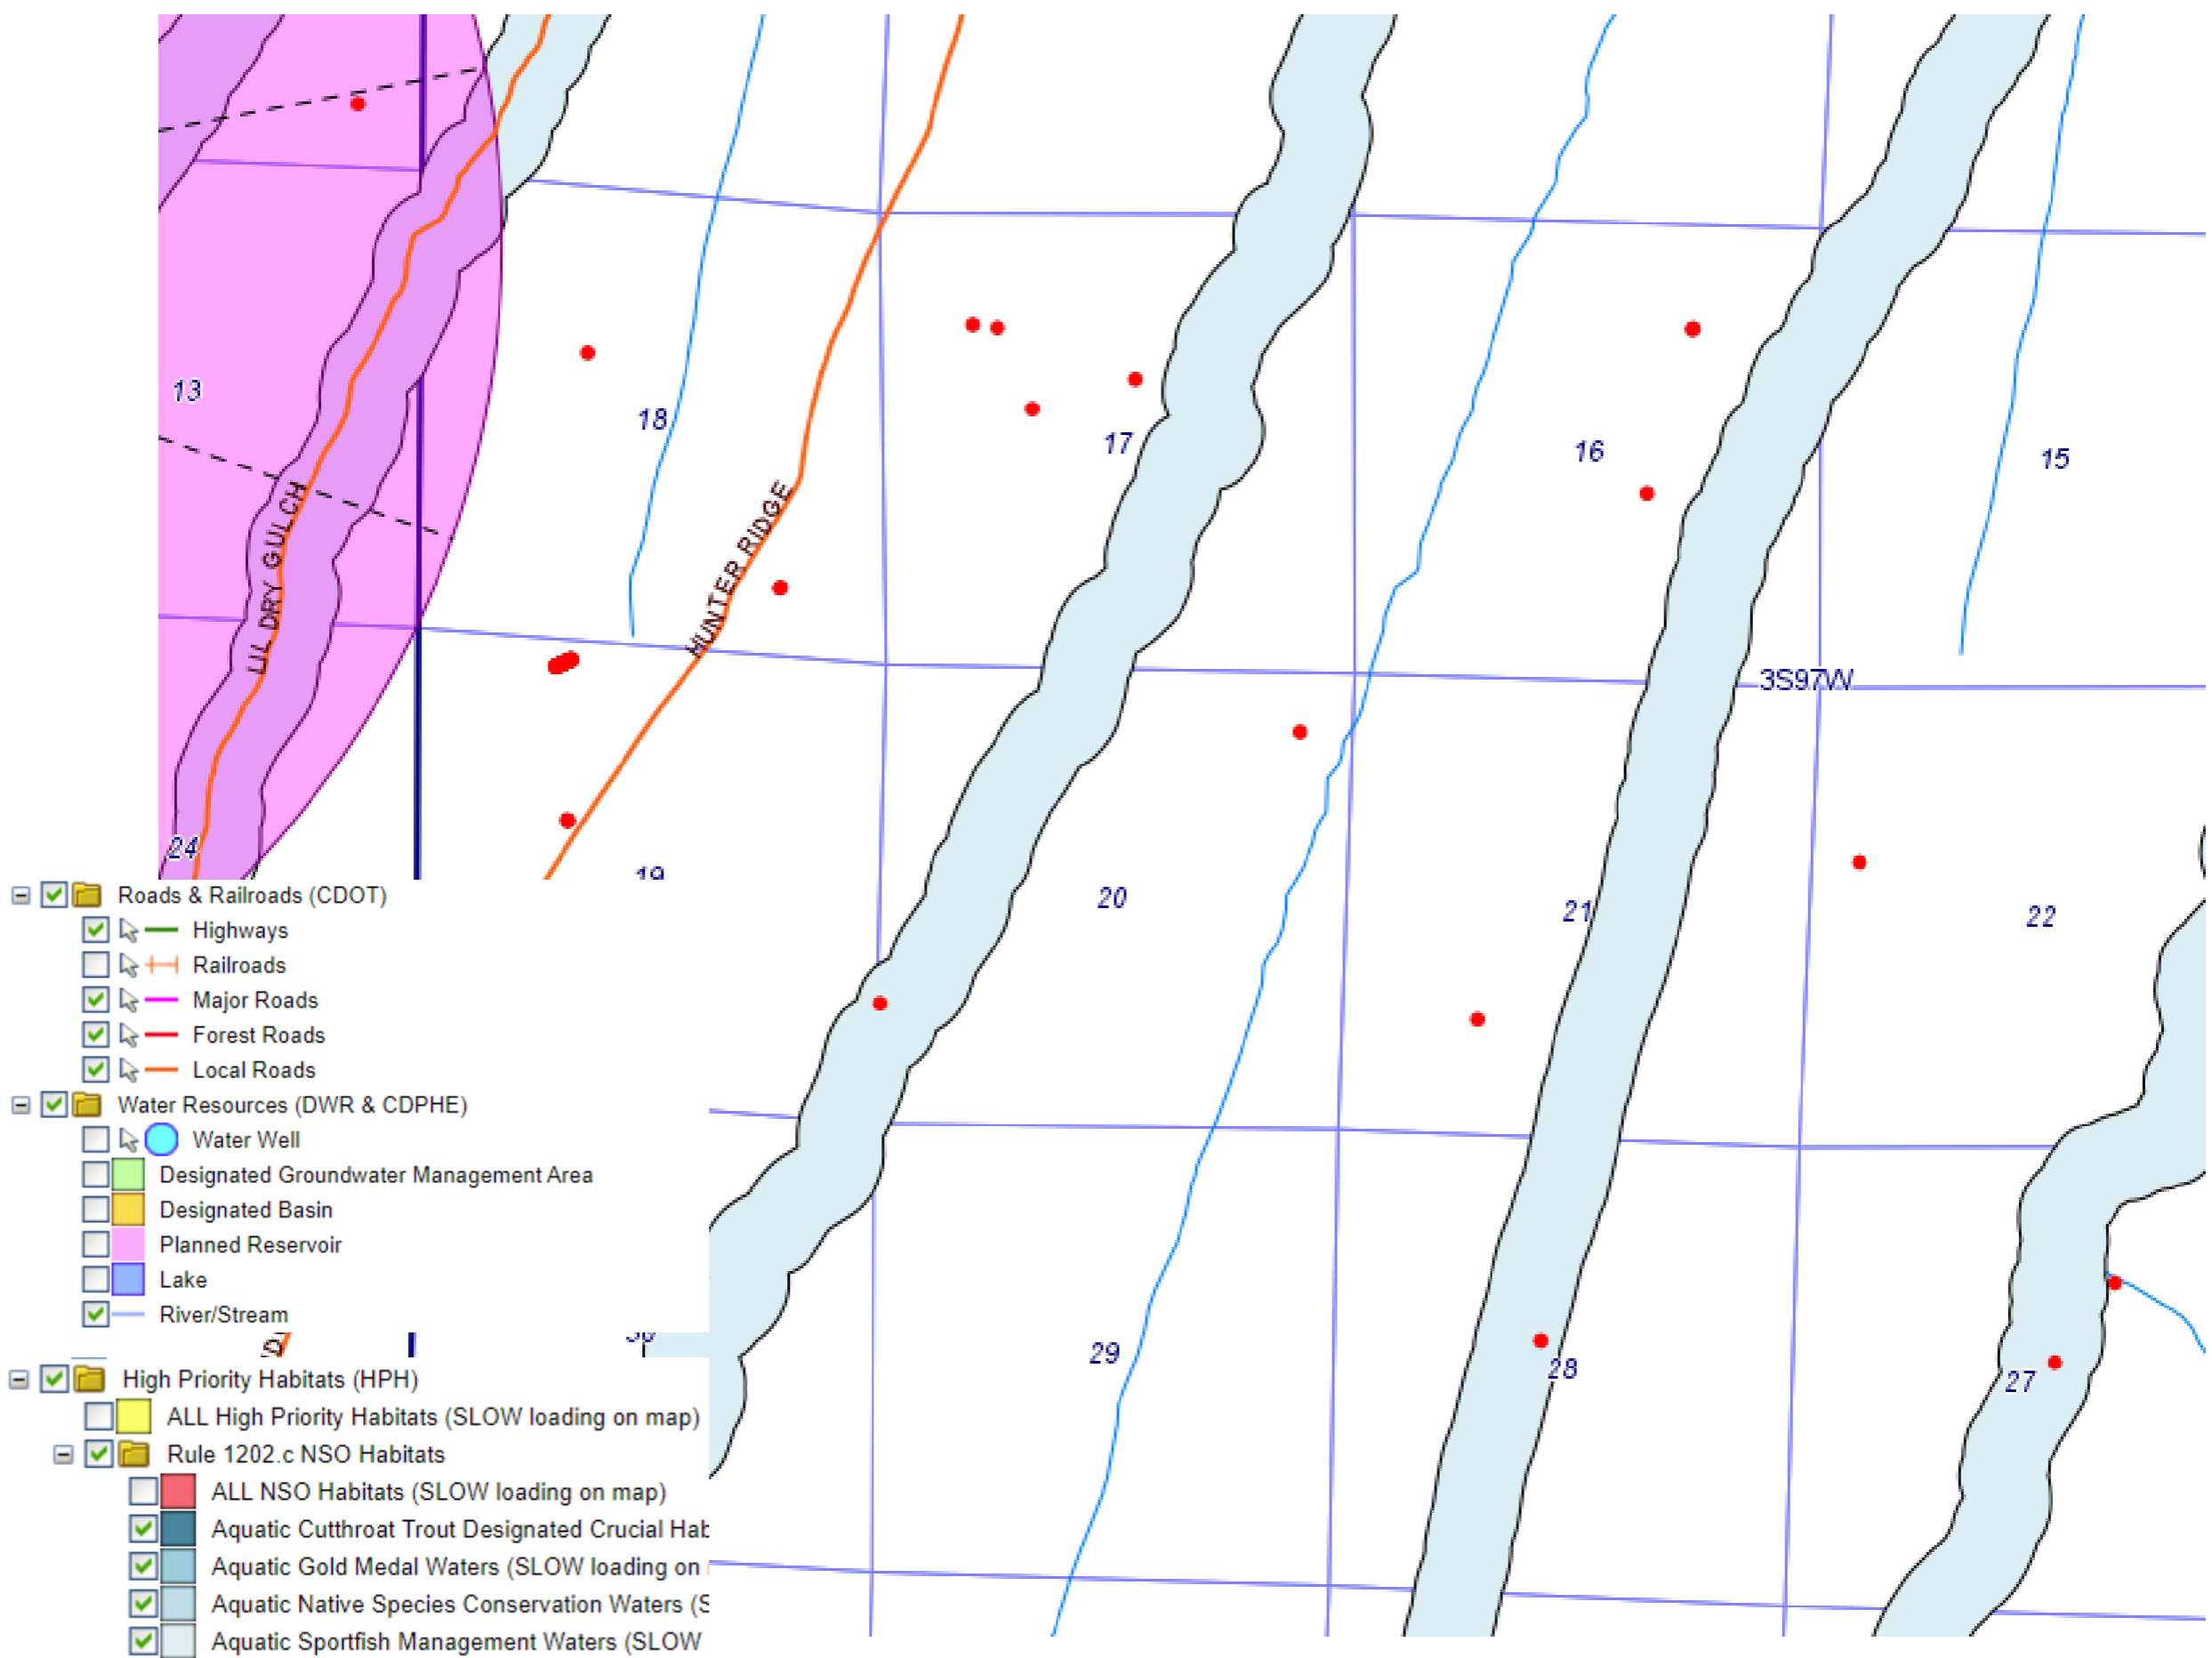 13
18
17
16
15
LIL DRY GULCH
HUNTER RIDGE
3S97W
24
19
20
21
22
Roads & Railroads (CDOT)
Highways
Railroads
Major Roads
Forest Roads
Local Roads
Water Resources (DWR & CDPHE)
Water Well
Designated Groundwater Management Area
Designated Basin
Planned Reservoir
Lake
River/Stream
29
28
27
High Priority Habitats (HPH)
ALL High Priority Habitats (SLOW loading on map)
Rule 1202.c NSO Habitats
ALL NSO Habitats (SLOW loading on map)
Aquatic Cutthroat Trout Designated Crucial Hab
Aquatic Gold Medal Waters (SLOW loading on
Aquatic Native Species Conservation Waters (S
Aquatic Sportfish Management Waters (SLOW